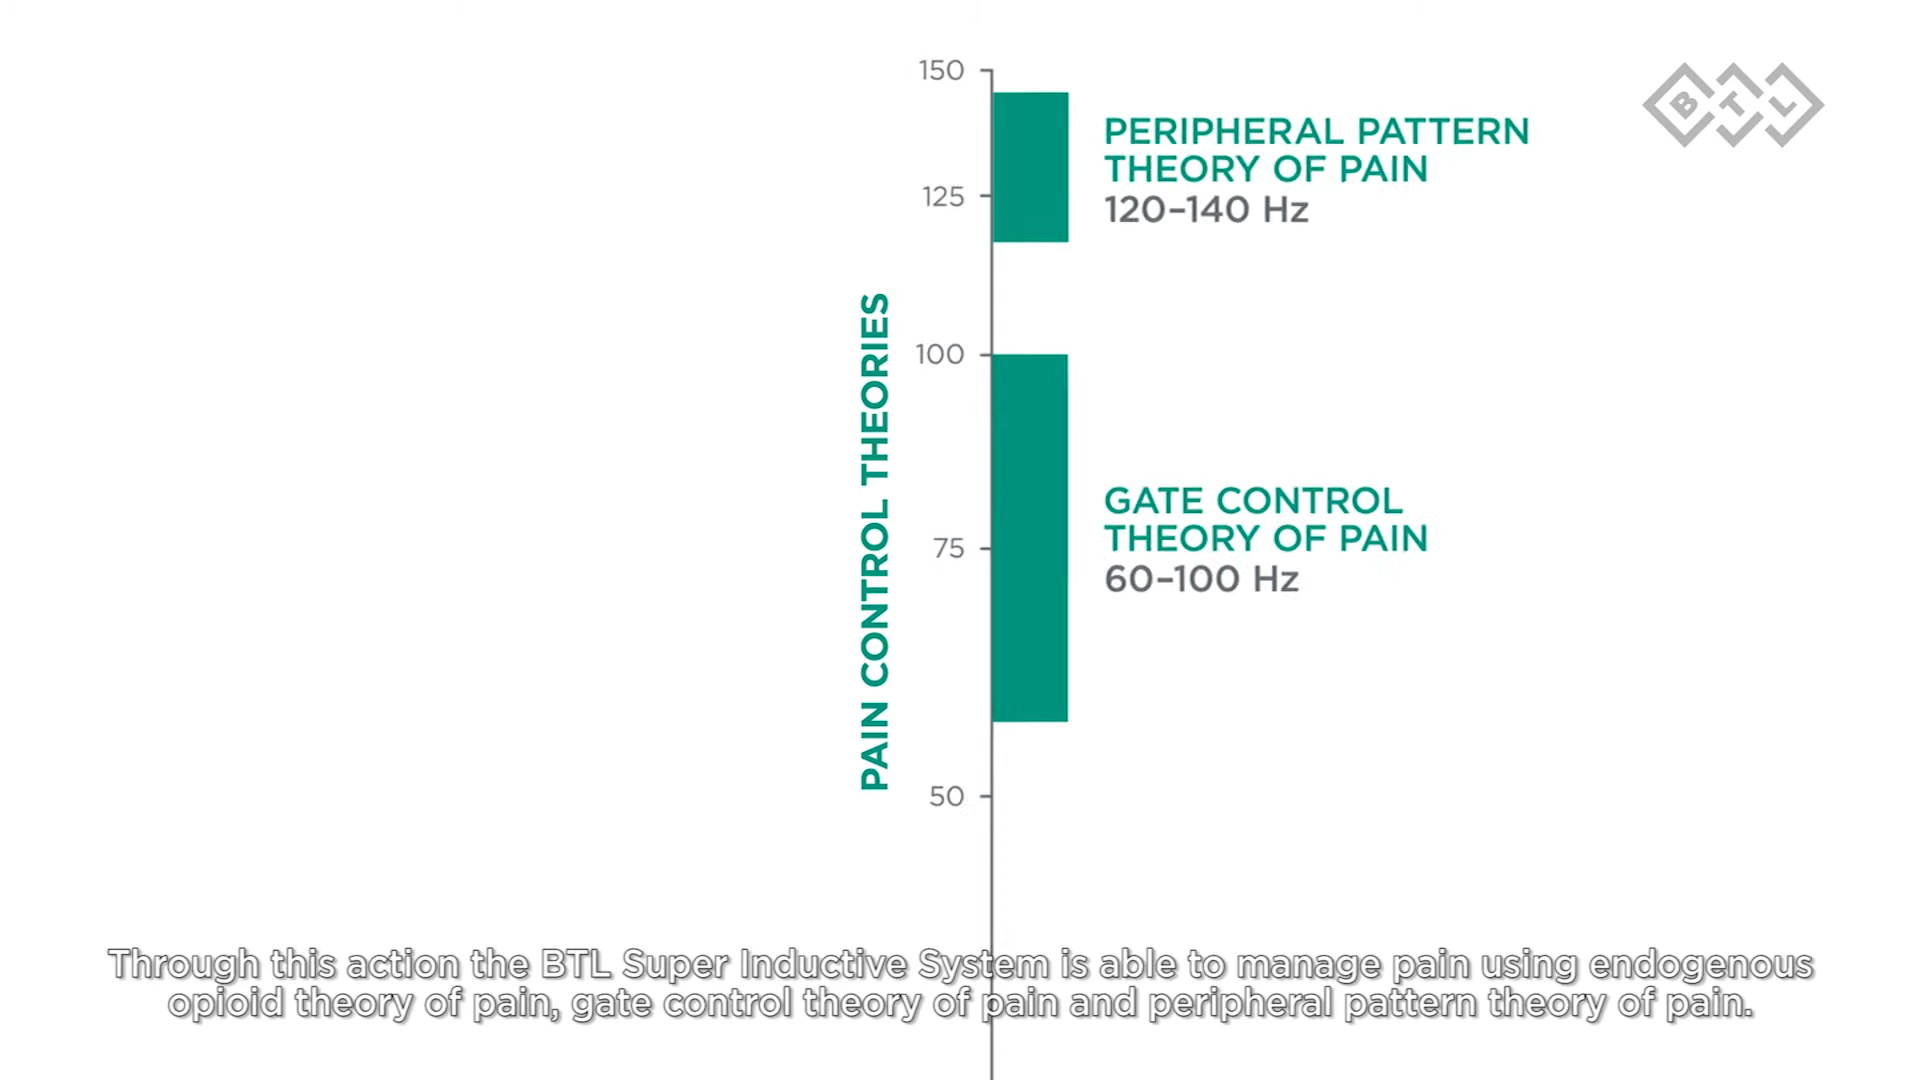 150
BTL
PERIPHERAL PATTERN
THEORY OF PAIN
125
120–140 Hz
PAIN CONTROL THEORIES
100
GATE CONTROL
THEORY OF PAIN
75
60–100 Hz
50
Through this action the BTL Super Inductive System is able to manage pain using endogenous
opioid theory of pain, gate control theory of pain and peripheral pattern theory of pain.